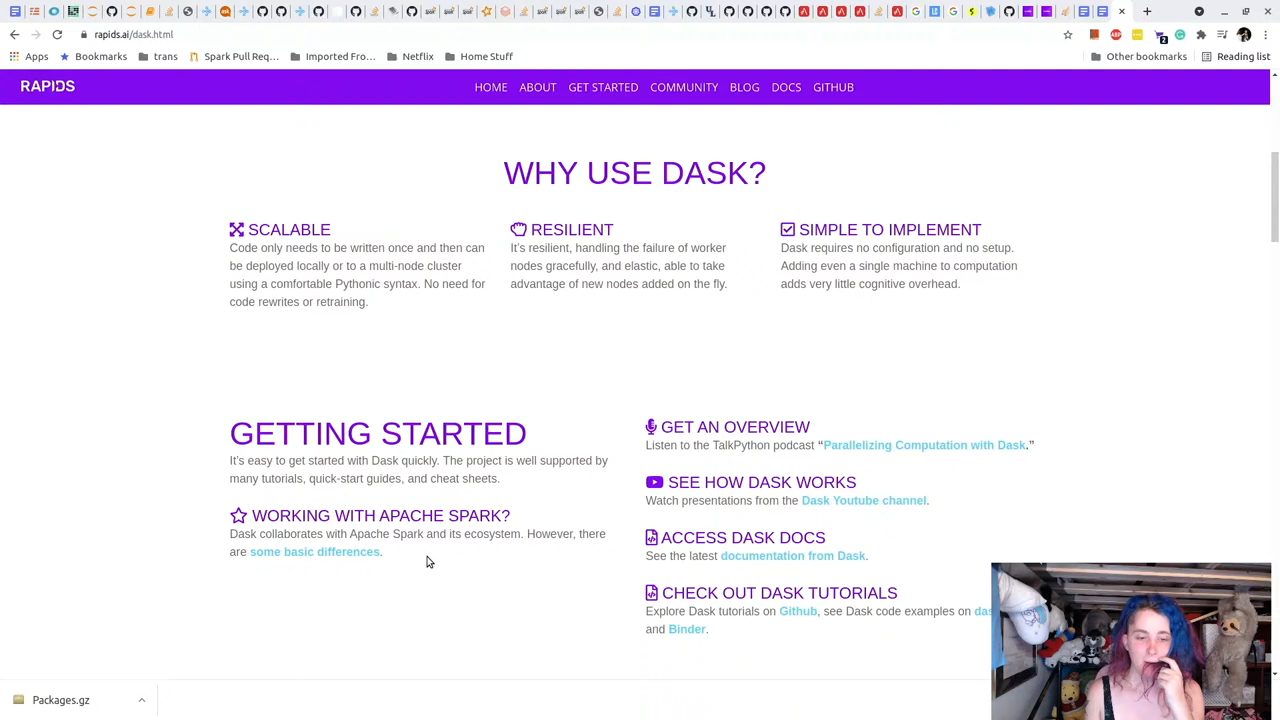 rapids.ai/dask.html
Apps
Bookmarks
trans
Spark Pull Req...
Imported Fro...
Netflix
Home Stuff
Other bookmarks
Reading list
RAPIDS
HOME ABOUT GET STARTED COMMUNITY BLOG DOCS GITHUB
WHY USE DASK?
SCALABLE
Code only needs to be written once and then can
be deployed locally or to a multi-node cluster
using a comfortable Pythonic syntax. No need for
code rewrites or retraining.
RESILIENT
It's resilient, handling the failure of worker
nodes gracefully, and elastic, able to take
advantage of new nodes added on the fly.
SIMPLE TO IMPLEMENT
Dask requires no configuration and no setup.
Adding even a single machine to computation
adds very little cognitive overhead.
GETTING STARTED
It's easy to get started with Dask quickly. The project is well supported by
many tutorials, quick-start guides, and cheat sheets.
WORKING WITH APACHE SPARK?
Dask collaborates with Apache Spark and its ecosystem. However, there
are some basic differences.
GET AN OVERVIEW
Listen to the TalkPython podcast “Parallelizing Computation with Dask.”
SEE HOW DASK WORKS
Watch presentations from the Dask Youtube channel.
ACCESS DASK DOCS
See the latest documentation from Dask.
CHECK OUT DASK TUTORIALS
Explore Dask tutorials on Github, see Dask code examples on das
and Binder.
Packages.gz